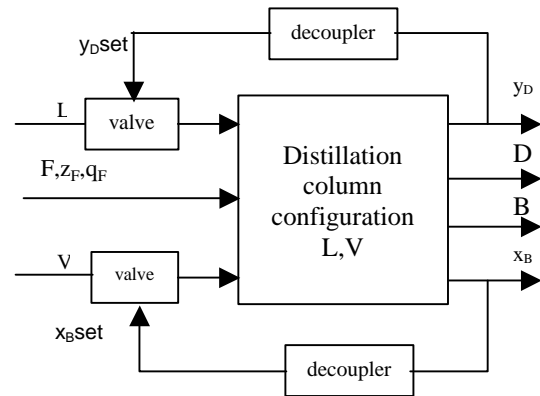 decoupler
yDset
yD
L
valve
Distillation
column
configuration
L,V
D
F,zF,qF
B
V
valve
xB
xBset
decoupler